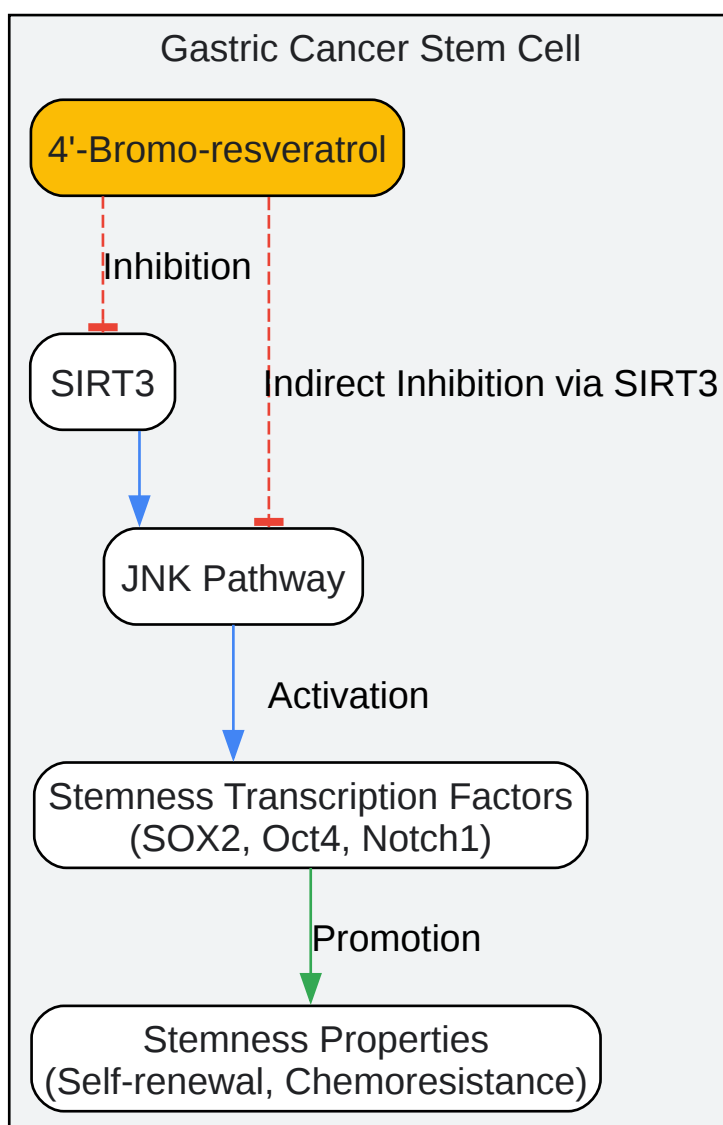 Gastric Cancer Stem Cell
4'-Bromo-resveratrol
Inhibition
SIRT3
Indirect Inhibition via SIRT3
JNK Pathway
Activation
Stemness Transcription Factors
(SOX2, Oct4, Notch1)
Promotion
Stemness Properties
(Self-renewal, Chemoresistance)